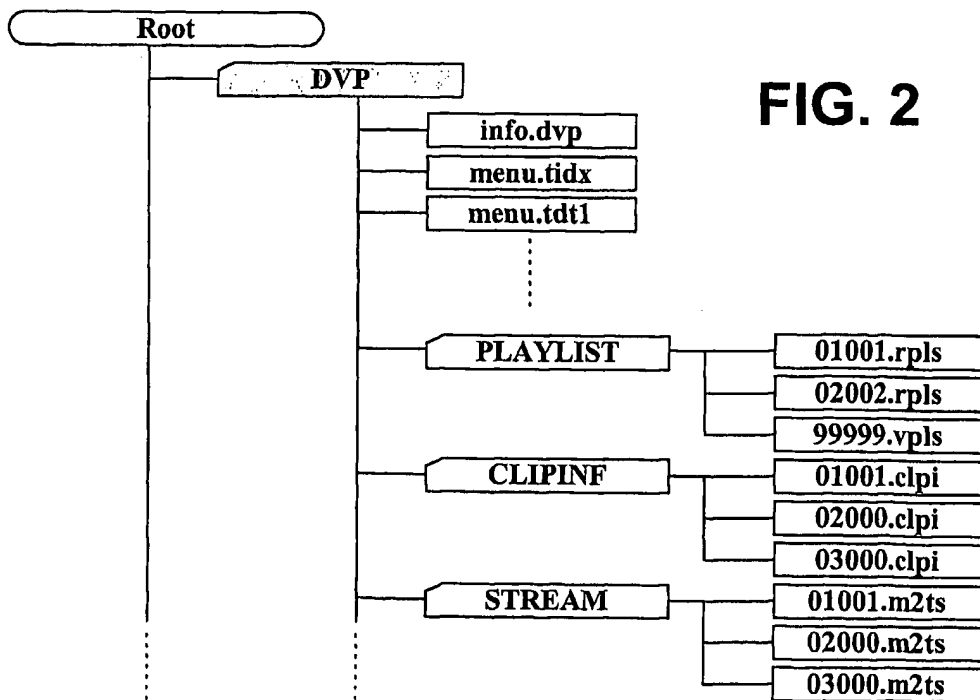 Root
DVP
FIG. 2
info.dvp
menu.tidx
menu.tdt1
PLAYLIST
01001.rpls
02002.rpls
99999.vpls
CLIPINF
01001.clpi
02000.clpi
03000.clpi
STREAM
01001.m2ts
02000.m2ts
03000.m2ts